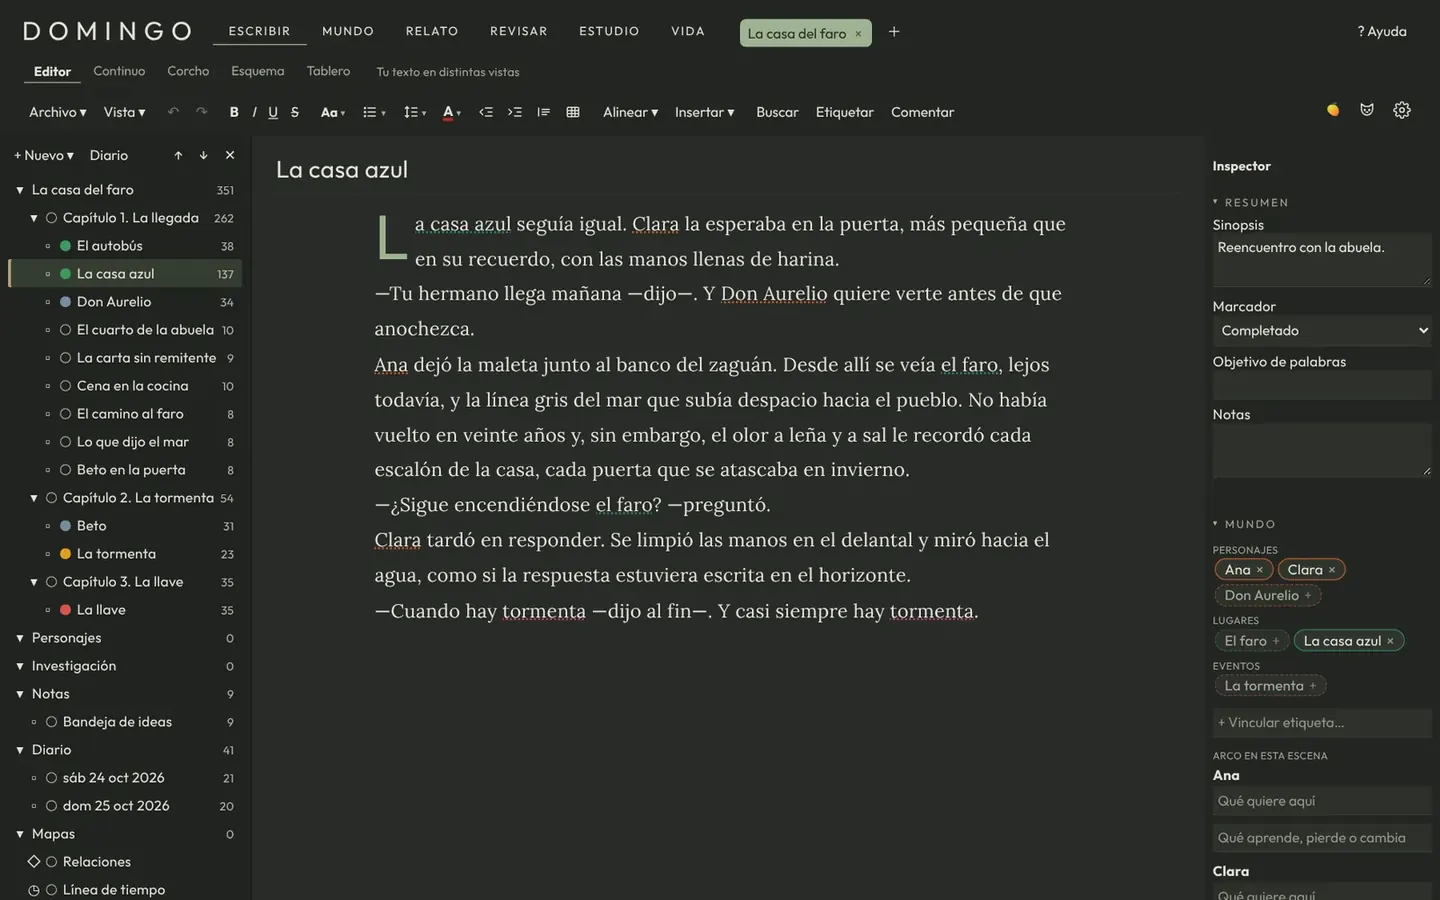 DOMINGO
ESCRIBIR MUNDO RELATO REVISAR ESTUDIO VIDA La casa del faro × + ? Ayuda
Editor Continuo Corcho Esquema Tablero Tu texto en distintas vistas
Archivo ▾ Vista ▾ B I U S Aa ▾ A ▾ Alinear ▾ Insertar ▾ Buscar Etiquetar Comentar
+ Nuevo ▾ Diario ↑ ↓ ×
La casa del faro 351
Capítulo 1. La llegada 262
El autobús 38
La casa azul 137
Don Aurelio 34
El cuarto de la abuela 10
La carta sin remitente 9
Cena en la cocina 10
El camino al faro 8
Lo que dijo el mar 8
Beto en la puerta 8
Capítulo 2. La tormenta 54
Beto 31
La tormenta 23
Capítulo 3. La llave 35
La llave 35
Personajes 0
Investigación 0
Notas 9
Bandeja de ideas 9
Diario 41
sáb 24 oct 2026 21
dom 25 oct 2026 20
Mapas 0
Relaciones
Línea de tiempo
La casa azul
La casa azul seguía igual. Clara la esperaba en la puerta, más pequeña que
en su recuerdo, con las manos llenas de harina.
—Tu hermano llega mañana —dijo—. Y Don Aurelio quiere verte antes de que
anochezca.
Ana dejó la maleta junto al banco del zaguán. Desde allí se veía el faro, lejos
todavía, y la línea gris del mar que subía despacio hacia el pueblo. No había
vuelto en veinte años y, sin embargo, el olor a leña y a sal le recordó cada
escalón de la casa, cada puerta que se atascaba en invierno.
—¿Sigue encendiéndose el faro? —preguntó.
Clara tardó en responder. Se limpió las manos en el delantal y miró hacia el
agua, como si la respuesta estuviera escrita en el horizonte.
—Cuando hay tormenta —dijo al fin—. Y casi siempre hay tormenta.
Inspector
RESUMEN
Sinopsis
Reencuentro con la abuela.
Marcador
Completado
Objetivo de palabras
Notas
MUNDO
PERSONAJES
Ana × Clara ×
Don Aurelio +
LUGARES
El faro + La casa azul ×
EVENTOS
La tormenta +
+ Vincular etiqueta…
ARCO EN ESTA ESCENA
Ana
Qué quiere aquí
Qué aprende, pierde o cambia
Clara
Qué quiere aquí